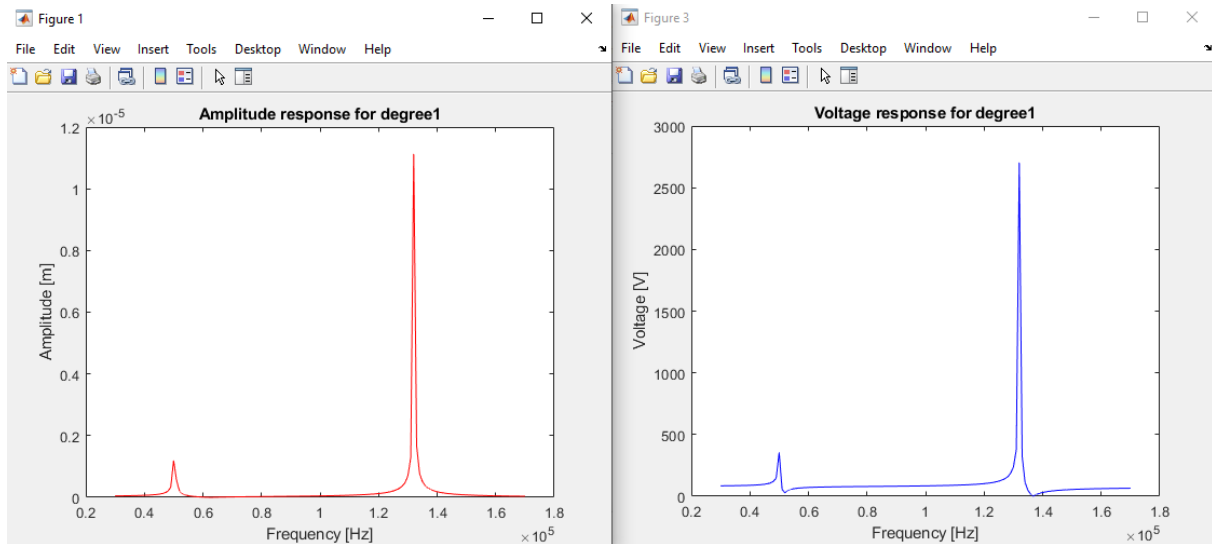 Figure 1
File Edit View Insert Tools Desktop Window Help
×10-5
Amplitude response for degree1
1.2
1
0.8
0.6
0.4
0.2
0
Amplitude [m]
0.2 0.4 0.6 0.8 1 1.2 1.4 1.6 1.8
Frequency [Hz]
×10^5
Figure 3
File Edit View Insert Tools Desktop Window Help
Voltage response for degree1
3000
2500
2000
1500
1000
500
0
Voltage [V]
0.2 0.4 0.6 0.8 1 1.2 1.4 1.6 1.8
Frequency [Hz]
×10^5